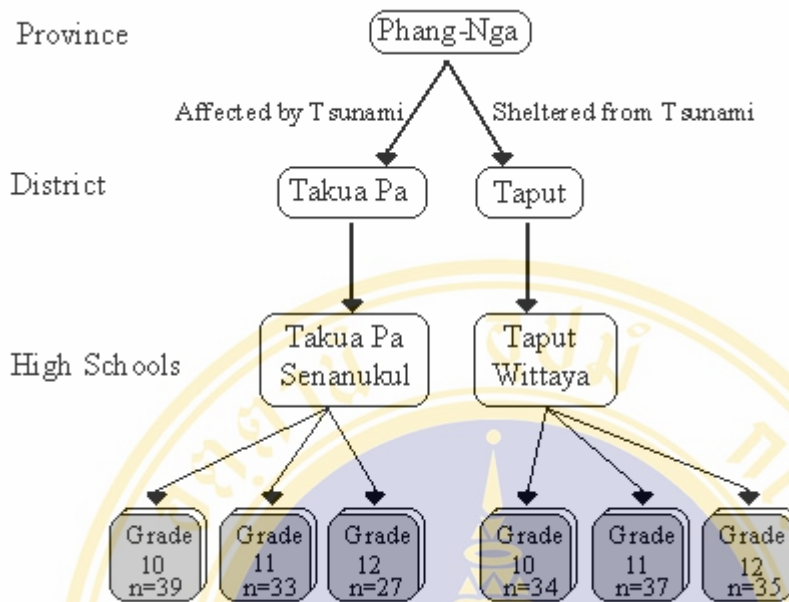 Province
Phang-Nga
Affected by Tsunami
Sheltered from Tsunami
District
Takua Pa
Taput
High Schools
Takua Pa
Senanukul
Taput
Wittaya
Grade
10
n=39
Grade
11
n=33
Grade
12
n=27
Grade
10
n=34
Grade
11
n=37
Grade
12
n=35